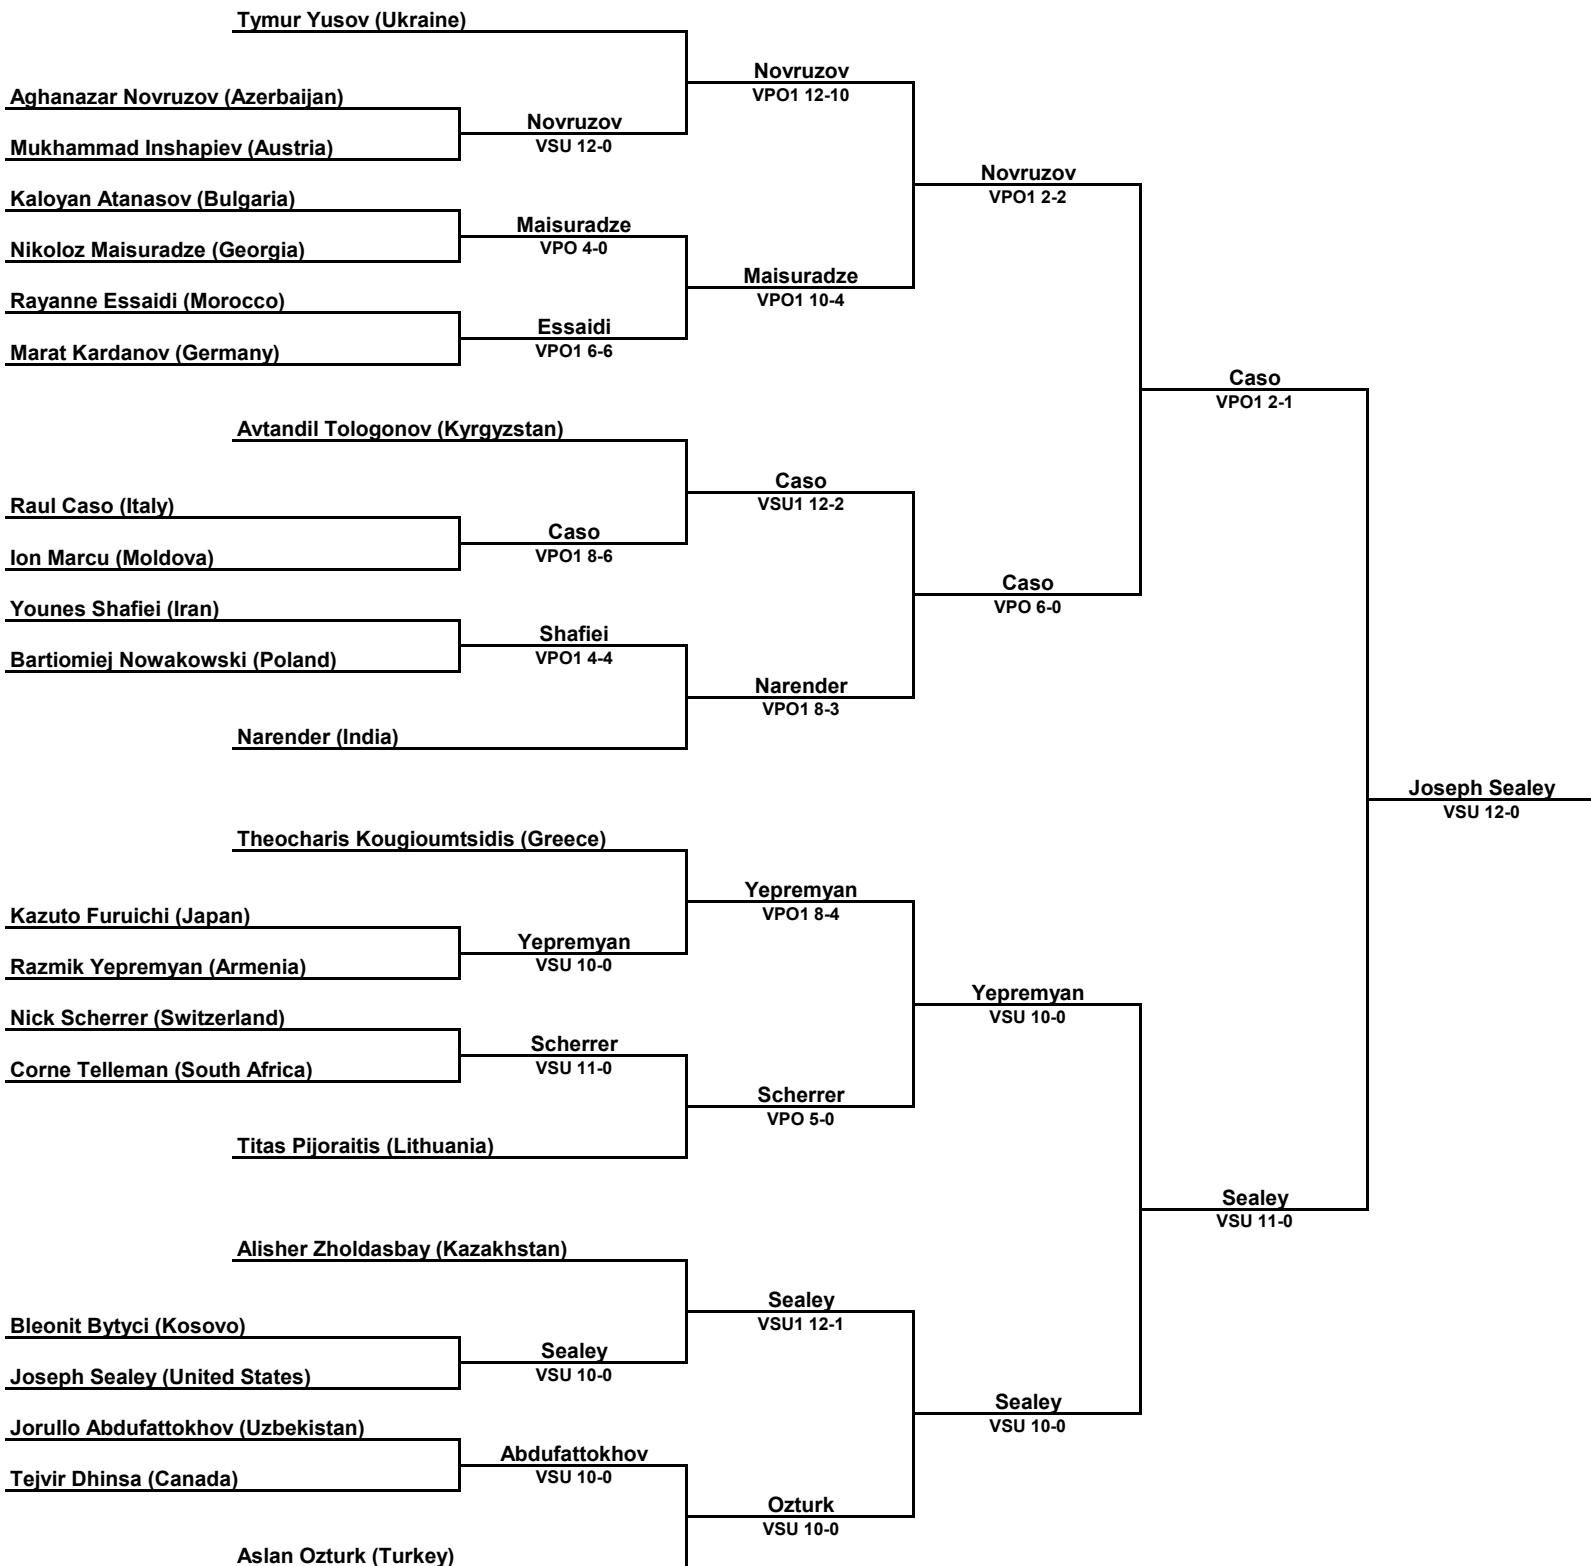 Tymur Yusov (Ukraine)
Novruzov
VPO1 12-10
Aghanazar Novruzov (Azerbaijan)
Novruzov
VSU 12-0
Mukhammad Inshapiev (Austria)
Novruzov
VPO1 2-2
Kaloyan Atanasov (Bulgaria)
Maisuradze
VPO 4-0
Nikoloz Maisuradze (Georgia)
Maisuradze
VPO1 10-4
Rayanne Essaidi (Morocco)
Essaidi
VPO1 6-6
Marat Kardanov (Germany)
Caso
VPO1 2-1
Avtandil Tologonov (Kyrgyzstan)
Caso
VSU1 12-2
Raul Caso (Italy)
Caso
VPO1 8-6
Ion Marcu (Moldova)
Caso
VPO 6-0
Younes Shafiei (Iran)
Shafiei
VPO1 4-4
Bartiomiej Nowakowski (Poland)
Narender
VPO1 8-3
Narender (India)
Joseph Sealey
VSU 12-0
Theocharis Kougioumtsidis (Greece)
Yepremyan
VPO1 8-4
Kazuto Furuichi (Japan)
Yepremyan
VSU 10-0
Razmik Yepremyan (Armenia)
Yepremyan
VSU 10-0
Nick Scherrer (Switzerland)
Scherrer
VSU 11-0
Corne Telleman (South Africa)
Scherrer
VPO 5-0
Titas Pijoraitis (Lithuania)
Sealey
VSU 11-0
Alisher Zholdasbay (Kazakhstan)
Sealey
VSU1 12-1
Bleonit Bytyci (Kosovo)
Sealey
VSU 10-0
Joseph Sealey (United States)
Sealey
VSU 10-0
Jorullo Abdufattokhov (Uzbekistan)
Abdufattokhov
VSU 10-0
Tejvir Dhinsa (Canada)
Ozturk
VSU 10-0
Aslan Ozturk (Turkey)